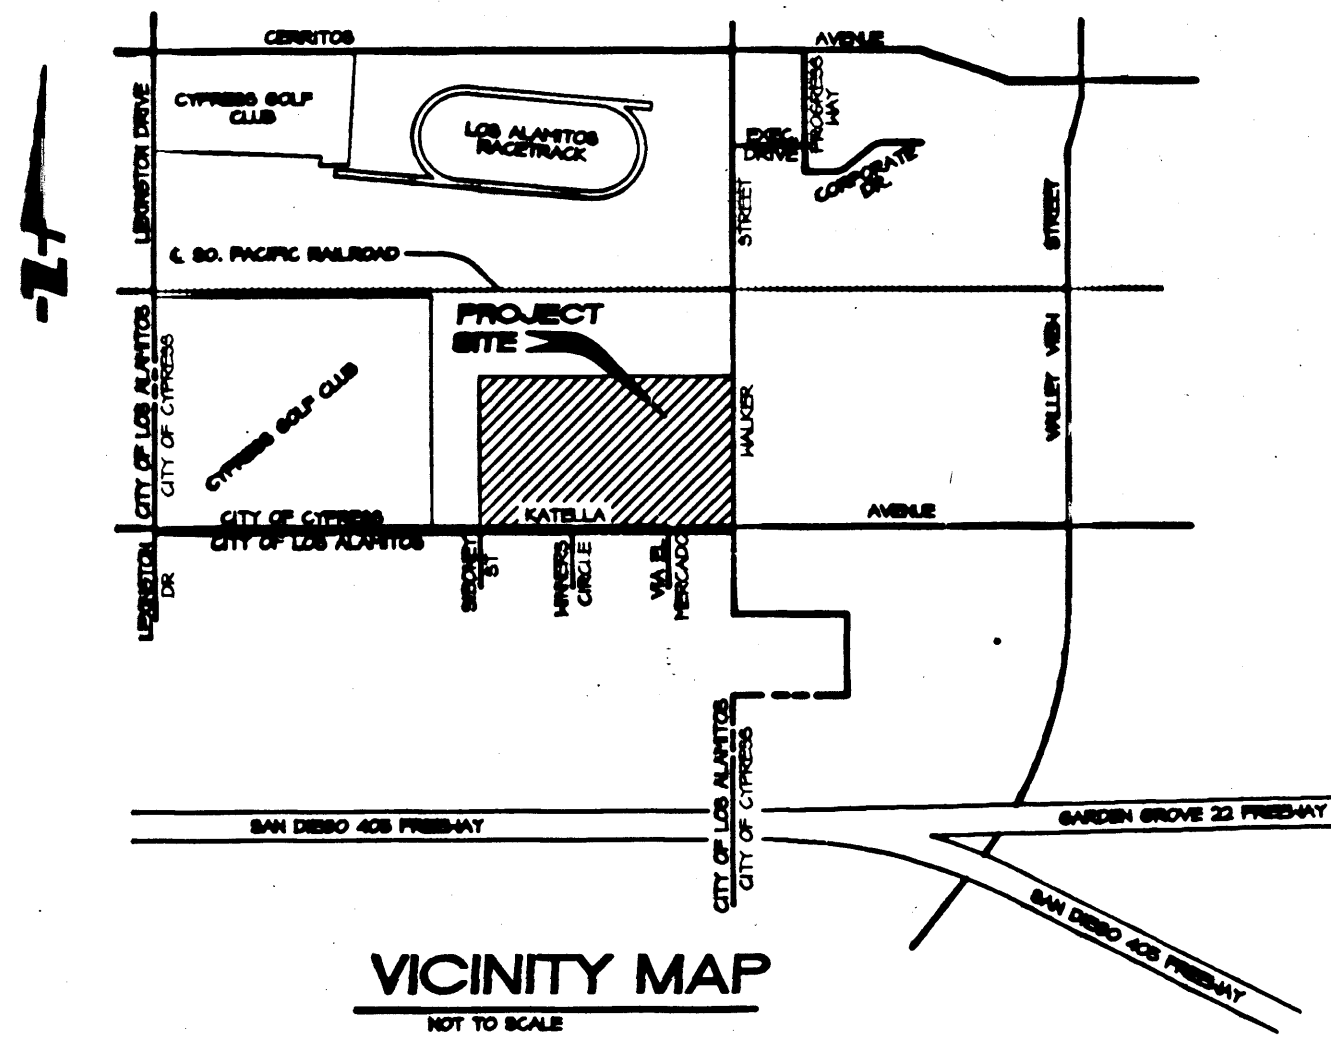 CERRITOS
AVENUE
LEXINGTON DRIVE
CYPRESS GOLF
CLUB
LOS ALAMITOS
RACETRACK
PROGRESS
WAY
EXEC
DRIVE
CORPORATE
DR.
STREET
STREET
℄ SO. PACIFIC RAILROAD
PROJECT
SITE
CITY OF LOS ALAMITOS
CITY OF CYPRESS
CYPRESS GOLF CLUB
WALKER
VALLEY VIEW
KATELLA
AVENUE
CITY OF CYPRESS
CITY OF LOS ALAMITOS
LEXINGTON
DR
SIBONEY
ST
WINNERS
CIRCLE
VIA EL
MERCADO
CITY OF LOS ALAMITOS
CITY OF CYPRESS
SAN DIEGO 405 FREEWAY
GARDEN GROVE 22 FREEWAY
SAN DIEGO 405 FREEWAY
VICINITY MAP
NOT TO SCALE